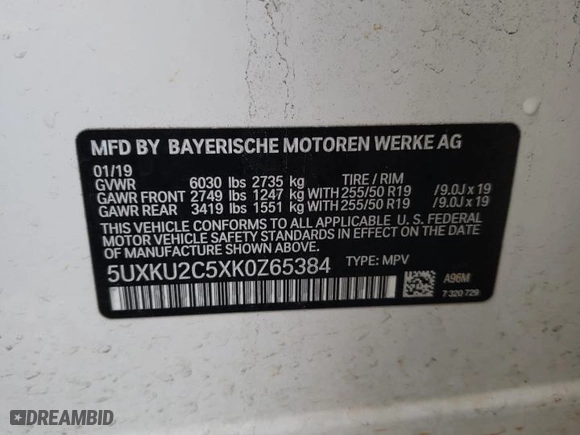 MFD BY BAYERISCHE MOTOREN WERKE AG
01/19
GVWR 6030 lbs 2735 kg TIRE / RIM
GAWR FRONT 2749 lbs 1247 kg WITH 255/50 R19 /9.0J x 19
GAWR REAR 3419 lbs 1551 kg WITH 255/50 R19 /9.0J x 19
THIS VEHICLE CONFORMS TO ALL APPLICABLE U. S. FEDERAL
MOTOR VEHICLE SAFETY STANDARDS IN EFFECT ON THE DATE OF
MANUFACTURE SHOWN ABOVE.
5UXKU2C5XK0Z65384 TYPE: MPV
A96M
7 320 729
DREAMBID